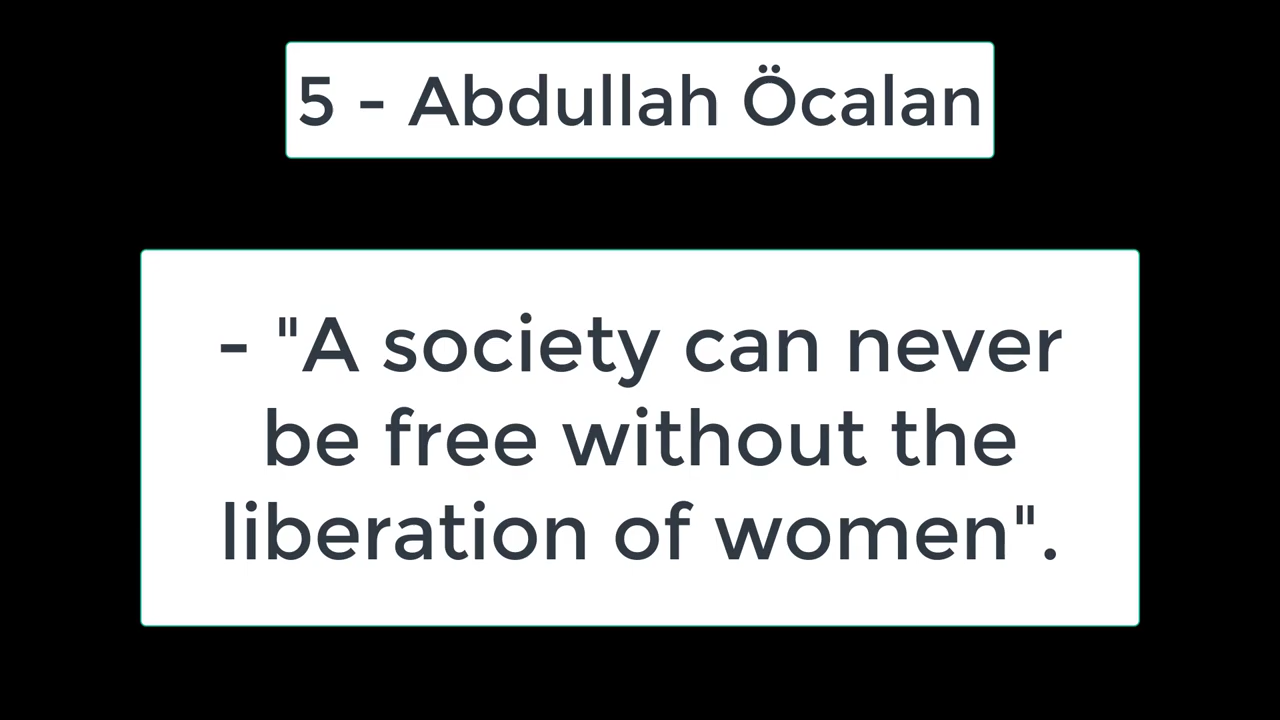 5 - Abdullah Öcalan
- "A society can never
be free without the
liberation of women".